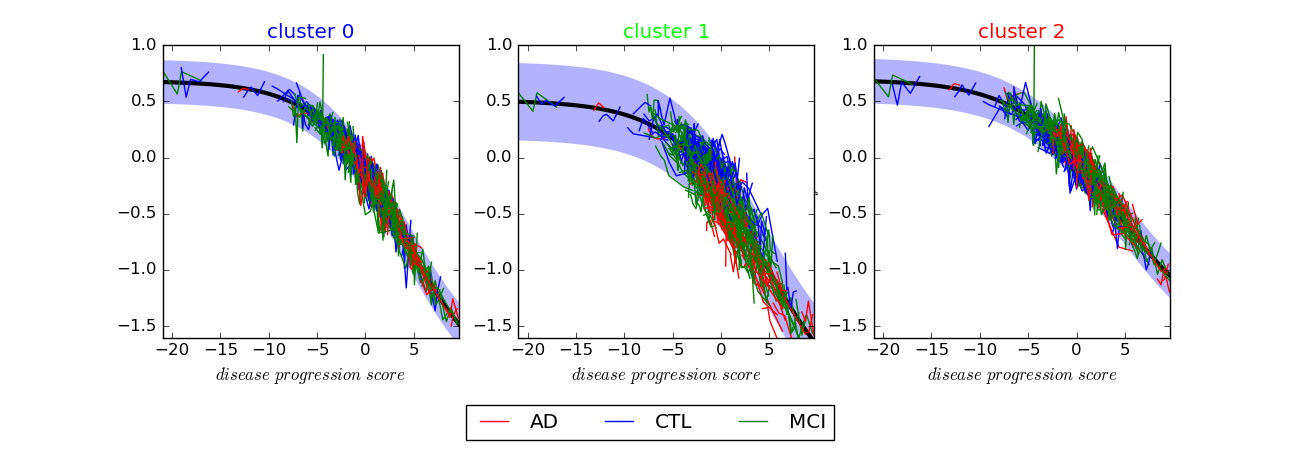 cluster 0 cluster 1 cluster 2
1.0 1.0 1.0
0.5 0.5 0.5
0.0 0.0 0.0
−0.5 −0.5 −0.5
−1.0 −1.0 −1.0
−1.5 −1.5 −1.5
−20 −15 −10 −5 0 5 −20 −15 −10 −5 0 5 −20 −15 −10 −5 0 5
disease progression score disease progression score disease progression score
AD CTL MCI